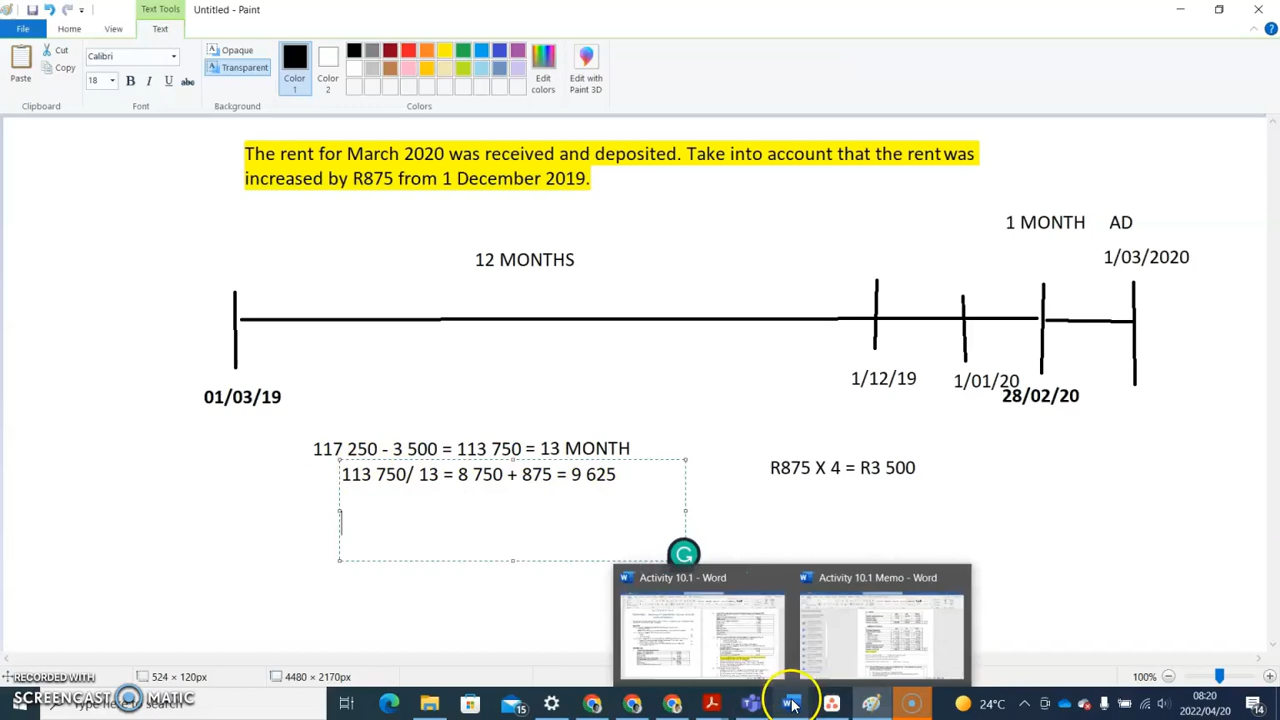 Text Tools
Untitled - Paint
File
Home
View
Text
Paste
Cut
Copy
Clipboard
Calibri
18
B I U abc
Font
Opaque
Transparent
Background
Color 1
Color 2
Edit colors
Colors
Edit with Paint 3D
The rent for March 2020 was received and deposited. Take into account that the rent was
increased by R875 from 1 December 2019.
1 MONTH AD
12 MONTHS
1/03/2020
1/12/19
1/01/20
01/03/19
28/02/20
117 250 - 3 500 = 113 750 = 13 MONTH
113 750/ 13 = 8 750 + 875 = 9 625
R875 X 4 = R3 500
Activity 10.1 - Word
Activity 10.1 Memo - Word
524 × 120px
4480 × 2170px
100%
RECORDED WITH
SCREENCAST MATIC
15
24°C
08:20
2022/04/20
14